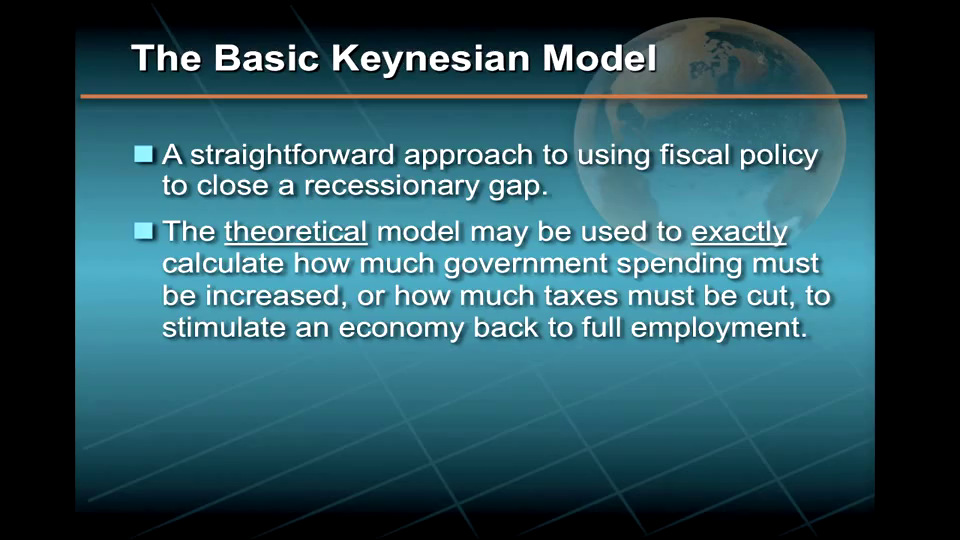 The Basic Keynesian Model
A straightforward approach to using fiscal policy
to close a recessionary gap.
The theoretical model may be used to exactly
calculate how much government spending must
be increased, or how much taxes must be cut, to
stimulate an economy back to full employment.